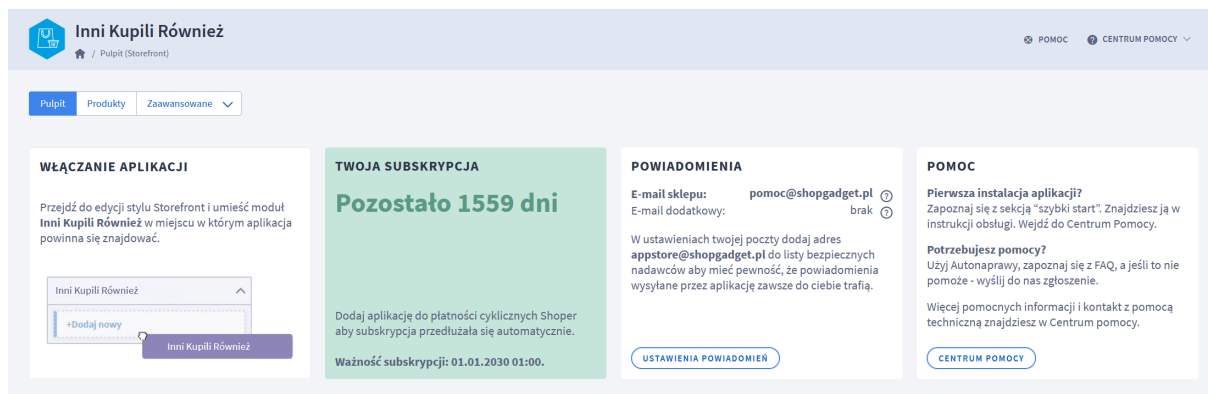 Inni Kupili Również
/ Pulpit (Storefront)
POMOC
CENTRUM POMOCY
Pulpit
Produkty
Zaawansowane
WŁĄCZANIE APLIKACJI
Przejdź do edycji stylu Storefront i umieść moduł
Inni Kupili Również w miejscu w którym aplikacja
powinna się znajdować.
Inni Kupili Również
+Dodaj nowy
Inni Kupili Również
TWOJA SUBSKRYPCJA
Pozostało 1559 dni
Dodaj aplikację do płatności cyklicznych Shoper
aby subskrypcja przedłużała się automatycznie.
Ważność subskrypcji: 01.01.2030 01:00.
POWIADOMIENIA
E-mail sklepu: pomoc@shopgadget.pl
E-mail dodatkowy: brak
W ustawieniach twojej poczty dodaj adres
appstore@shopgadget.pl do listy bezpiecznych
nadawców aby mieć pewność, że powiadomienia
wysyłane przez aplikację zawsze do ciebie trafią.
USTAWIENIA POWIADOMIEŃ
POMOC
Pierwsza instalacja aplikacji?
Zapoznaj się z sekcją “szybki start”. Znajdziesz ją w
instrukcji obsługi. Wejdź do Centrum Pomocy.
Potrzebujesz pomocy?
Użyj Autonaprawy, zapoznaj się z FAQ, a jeśli to nie
pomoże - wyślij do nas zgłoszenie.
Więcej pomocnych informacji i kontakt z pomocą
techniczną znajdziesz w Centrum pomocy.
CENTRUM POMOCY